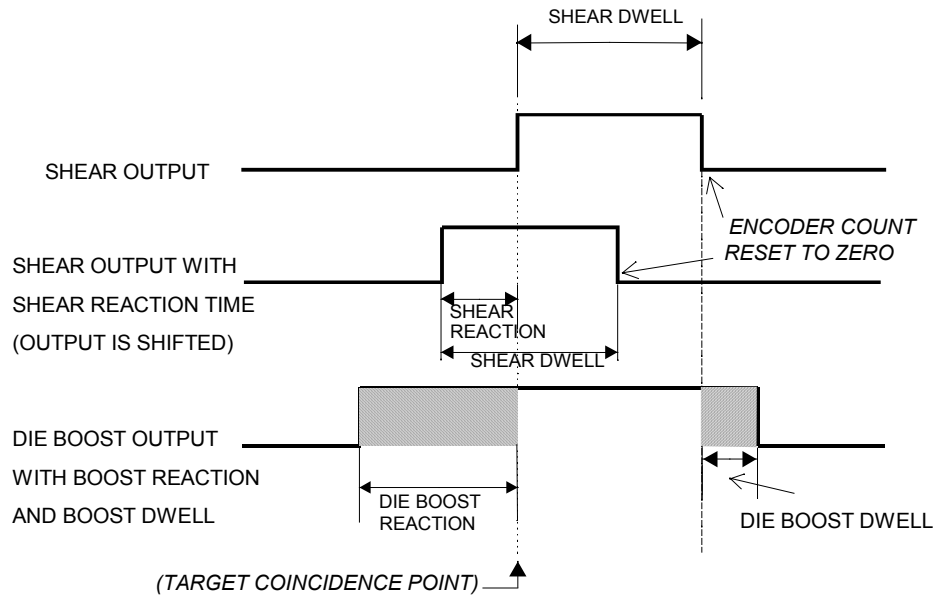 SHEAR DWELL
SHEAR OUTPUT
ENCODER COUNT
RESET TO ZERO
SHEAR OUTPUT WITH
SHEAR REACTION TIME
(OUTPUT IS SHIFTED)
SHEAR
REACTION
SHEAR DWELL
DIE BOOST OUTPUT
WITH BOOST REACTION
AND BOOST DWELL
DIE BOOST
REACTION
DIE BOOST DWELL
(TARGET COINCIDENCE POINT)